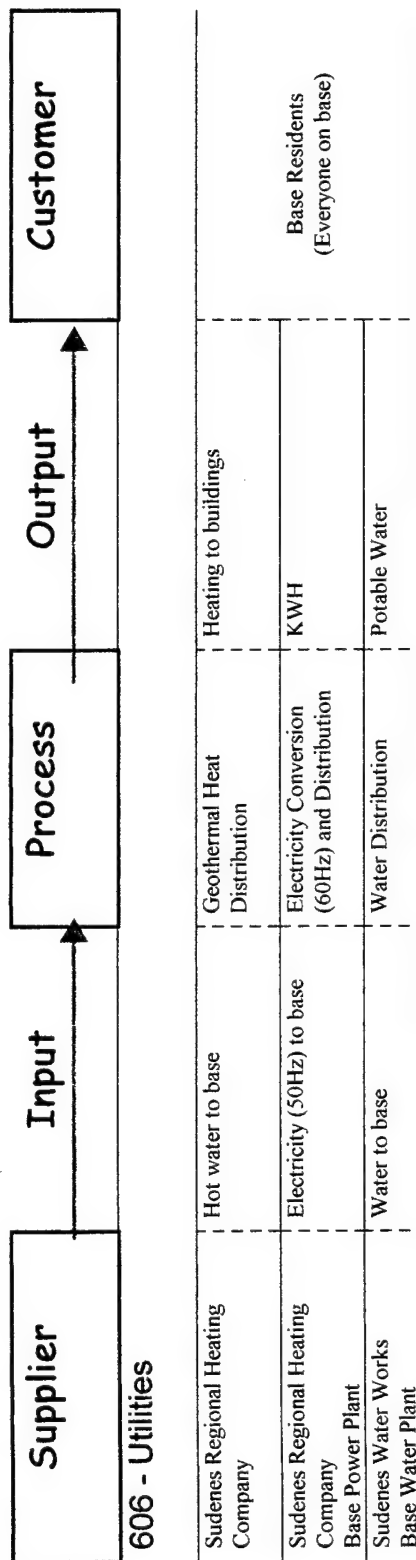 Supplier
Input
Process
Output
Customer
606 - Utilities
Sudenes Regional Heating
Company
Hot water to base
Geothermal Heat
Distribution
Heating to buildings
Sudenes Regional Heating
Company
Base Power Plant
Electricity (50Hz) to base
Electricity Conversion
(60Hz) and Distribution
KWH
Sudenes Water Works
Base Water Plant
Water to base
Water Distribution
Potable Water
Base Residents
(Everyone on base)